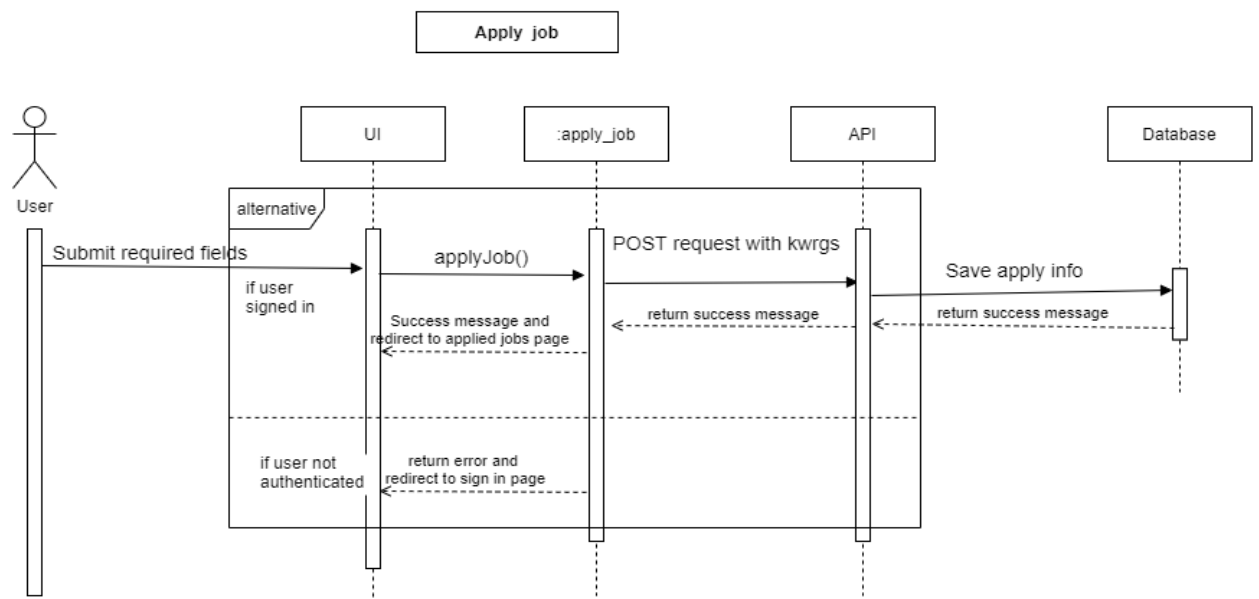 Apply job
UI
:apply_job
API
Database
User
alternative
Submit required fields
applyJob()
POST request with kwrgs
Save apply info
if user
signed in
Success message and
redirect to applied jobs page
return success message
return success message
if user not
authenticated
return error and
redirect to sign in page